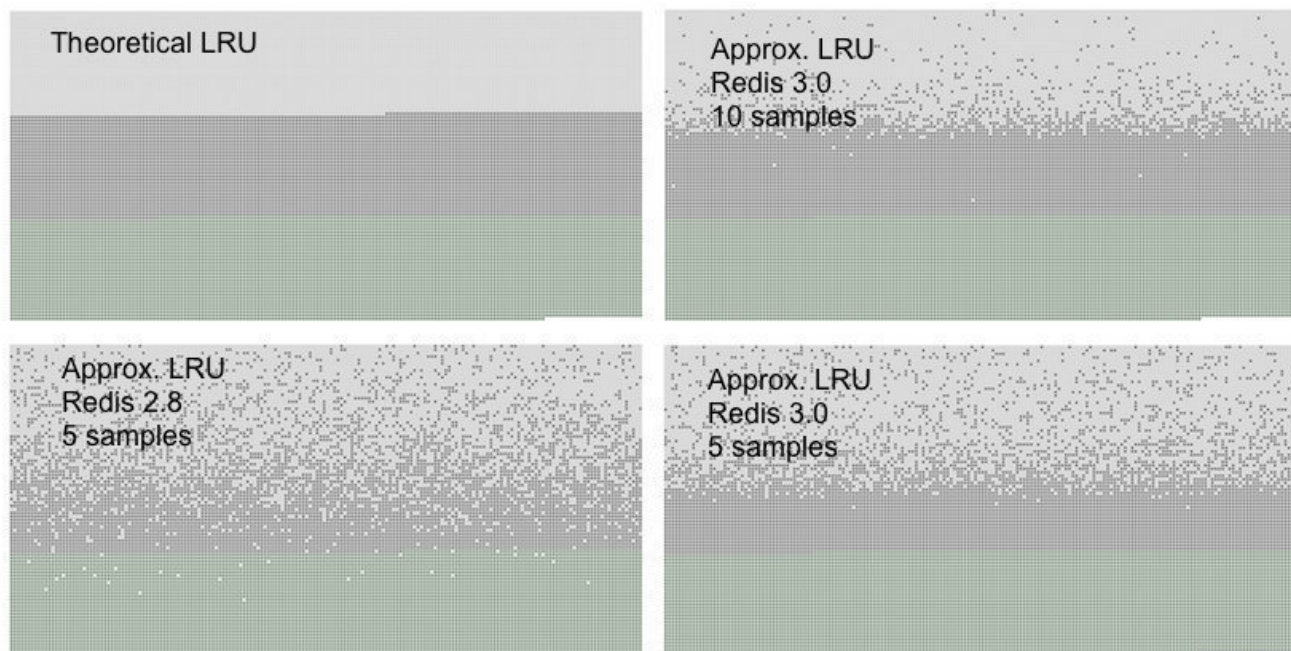 Theoretical LRU
Approx. LRU
Redis 3.0
10 samples
Approx. LRU
Redis 2.8
5 samples
Approx. LRU
Redis 3.0
5 samples